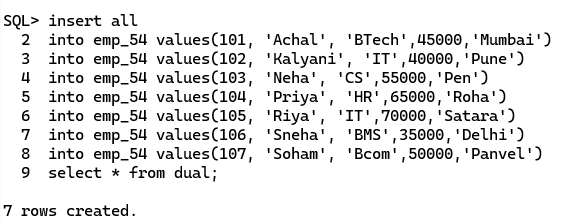 SQL> insert all
  2  into emp_54 values(101, 'Achal', 'BTech',45000,'Mumbai')
  3  into emp_54 values(102, 'Kalyani', 'IT',40000,'Pune')
  4  into emp_54 values(103, 'Neha', 'CS',55000,'Pen')
  5  into emp_54 values(104, 'Priya', 'HR',65000,'Roha')
  6  into emp_54 values(105, 'Riya', 'IT',70000,'Satara')
  7  into emp_54 values(106, 'Sneha', 'BMS',35000,'Delhi')
  8  into emp_54 values(107, 'Soham', 'Bcom',50000,'Panvel')
  9  select * from dual;
7 rows created.